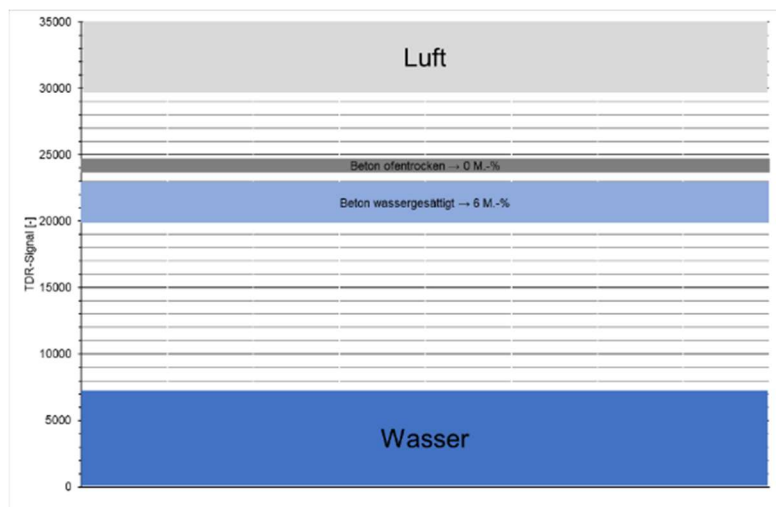 35000
Luft
30000
25000
Beton ofentrocken → 0 M.-%
Beton wassergesättigt → 6 M.-%
20000
TDR-Signal [-]
15000
10000
5000
Wasser
0